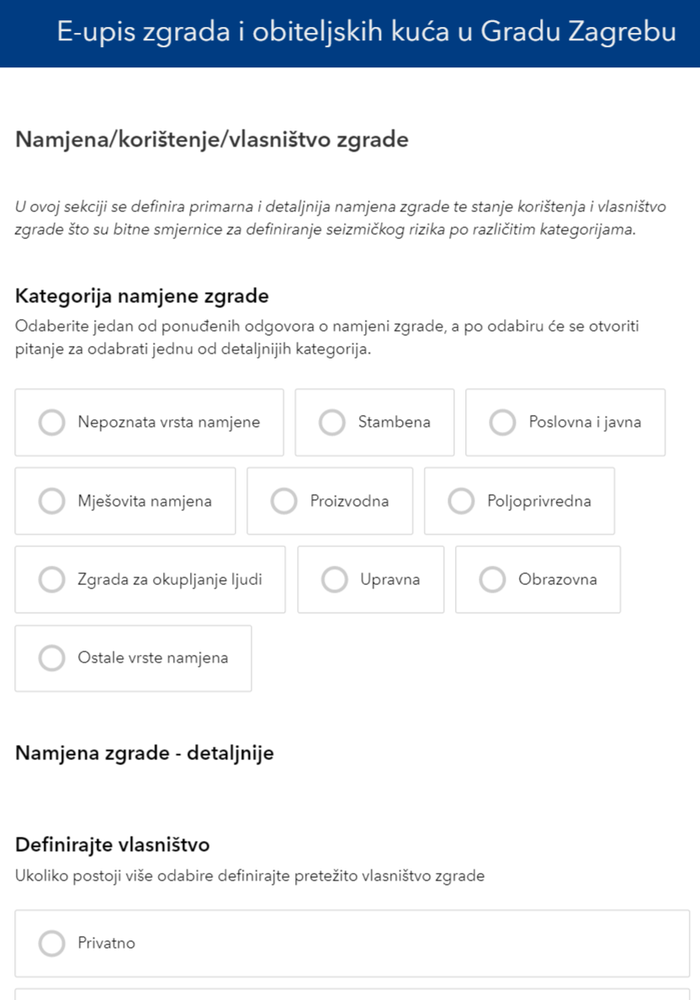 E-upis zgrada i obiteljskih kuća u Gradu Zagrebu
Namjena/korištenje/vlasništvo zgrade
U ovoj sekciji se definira primarna i detaljnija namjena zgrade te stanje korištenja i vlasništvo
zgrade što su bitne smjernice za definiranje seizmičkog rizika po različitim kategorijama.
Kategorija namjene zgrade
Odaberite jedan od ponuđenih odgovora o namjeni zgrade, a po odabiru će se otvoriti
pitanje za odabrati jednu od detaljnijih kategorija.
Nepoznata vrsta namjene
Stambena
Poslovna i javna
Mješovita namjena
Proizvodna
Poljoprivredna
Zgrada za okupljanje ljudi
Upravna
Obrazovna
Ostale vrste namjena
Namjena zgrade - detaljnije
Definirajte vlasništvo
Ukoliko postoji više odabire definirajte pretežito vlasništvo zgrade
Privatno